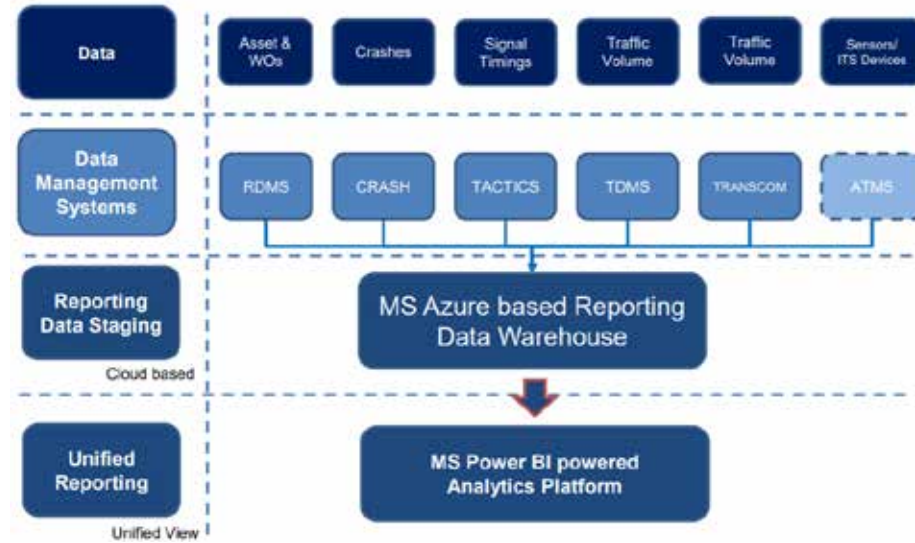 Data
Asset &
WOs
Crashes
Signal
Timings
Traffic
Volume
Traffic
Volume
Sensors/
ITS Devices
Data
Management
Systems
RDMS
CRASH
TACTICS
TDMS
TRANSCOM
ATMS
Reporting
Data Staging
Cloud based
MS Azure based Reporting
Data Warehouse
Unified
Reporting
Unified View
MS Power BI powered
Analytics Platform